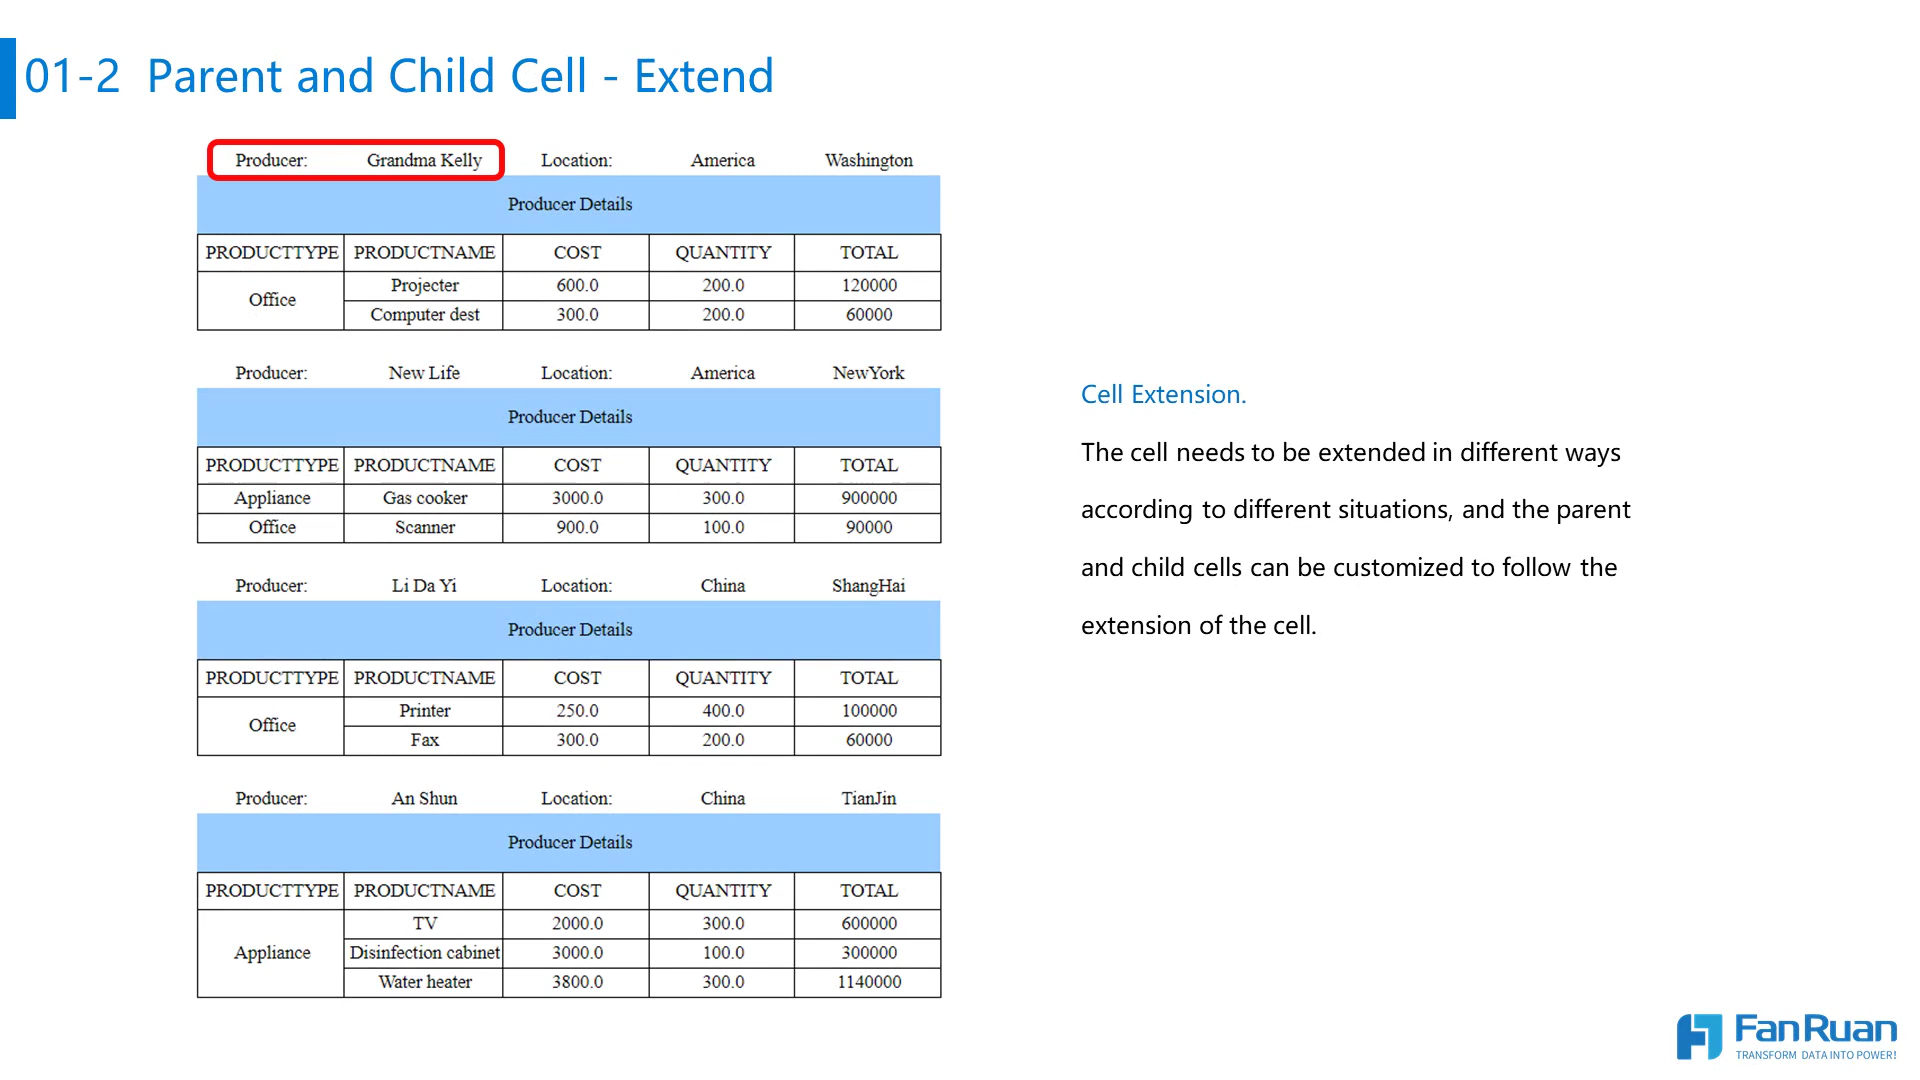 01-2 Parent and Child Cell - Extend
Producer: Grandma Kelly Location: America Washington
Producer Details
PRODUCTTYPE PRODUCTNAME COST QUANTITY TOTAL
Office Projecter 600.0 200.0 120000
Computer dest 300.0 200.0 60000
Producer: New Life Location: America NewYork
Producer Details
PRODUCTTYPE PRODUCTNAME COST QUANTITY TOTAL
Appliance Gas cooker 3000.0 300.0 900000
Office Scanner 900.0 100.0 90000
Producer: Li Da Yi Location: China ShangHai
Producer Details
PRODUCTTYPE PRODUCTNAME COST QUANTITY TOTAL
Office Printer 250.0 400.0 100000
Fax 300.0 200.0 60000
Producer: An Shun Location: China TianJin
Producer Details
PRODUCTTYPE PRODUCTNAME COST QUANTITY TOTAL
Appliance TV 2000.0 300.0 600000
Disinfection cabinet 3000.0 100.0 300000
Water heater 3800.0 300.0 1140000
Cell Extension.
The cell needs to be extended in different ways
according to different situations, and the parent
and child cells can be customized to follow the
extension of the cell.
FanRuan
TRANSFORM DATA INTO POWER!